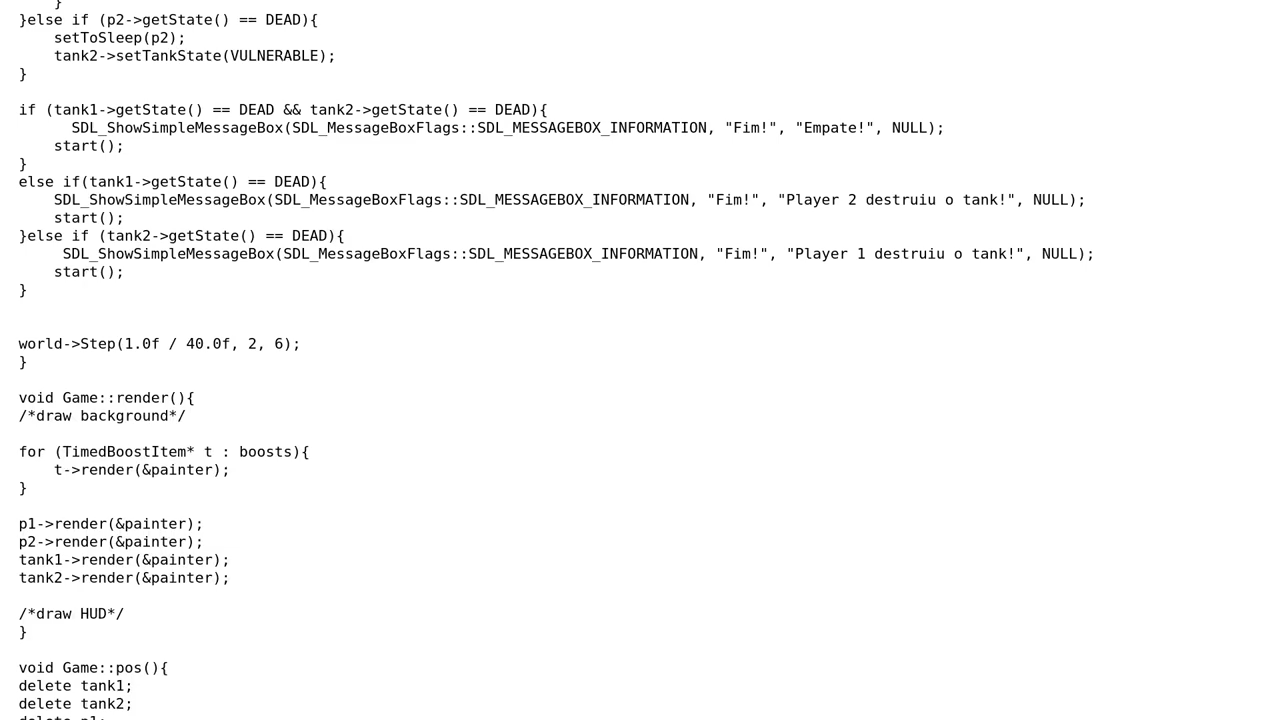 }
}else if (p2->getState() == DEAD){
    setToSleep(p2);
    tank2->setTankState(VULNERABLE);
}

if (tank1->getState() == DEAD && tank2->getState() == DEAD){
      SDL_ShowSimpleMessageBox(SDL_MessageBoxFlags::SDL_MESSAGEBOX_INFORMATION, "Fim!", "Empate!", NULL);
    start();
}
else if(tank1->getState() == DEAD){
    SDL_ShowSimpleMessageBox(SDL_MessageBoxFlags::SDL_MESSAGEBOX_INFORMATION, "Fim!", "Player 2 destruiu o tank!", NULL);
    start();
}else if (tank2->getState() == DEAD){
     SDL_ShowSimpleMessageBox(SDL_MessageBoxFlags::SDL_MESSAGEBOX_INFORMATION, "Fim!", "Player 1 destruiu o tank!", NULL);
    start();
}


world->Step(1.0f / 40.0f, 2, 6);
}

void Game::render(){
/*draw background*/

for (TimedBoostItem* t : boosts){
    t->render(&painter);
}

p1->render(&painter);
p2->render(&painter);
tank1->render(&painter);
tank2->render(&painter);

/*draw HUD*/
}

void Game::pos(){
delete tank1;
delete tank2;
delete p1;